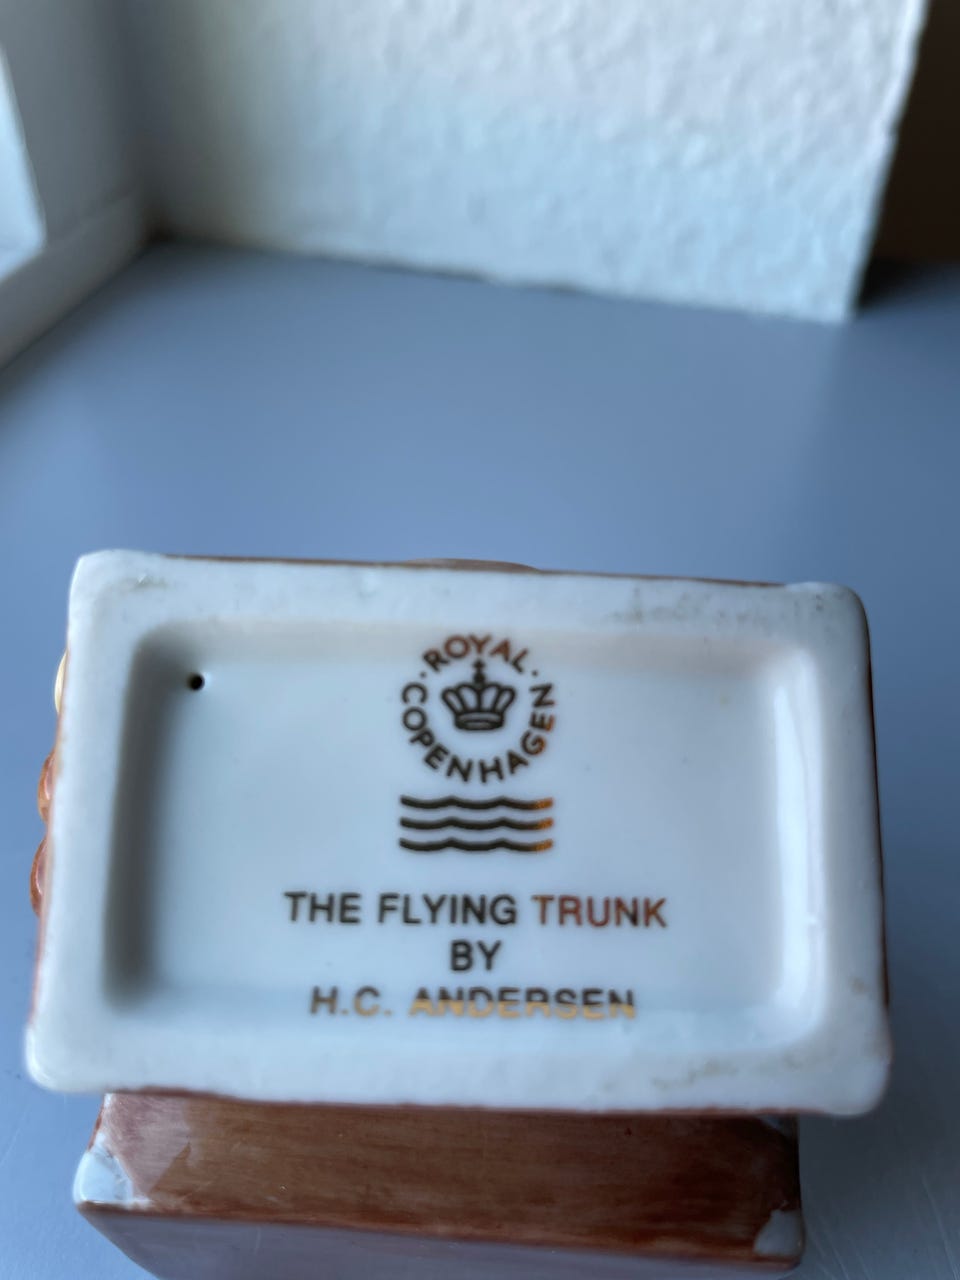 ROYAL
COPENHAGEN
THE FLYING TRUNK
BY
H.C. ANDERSEN